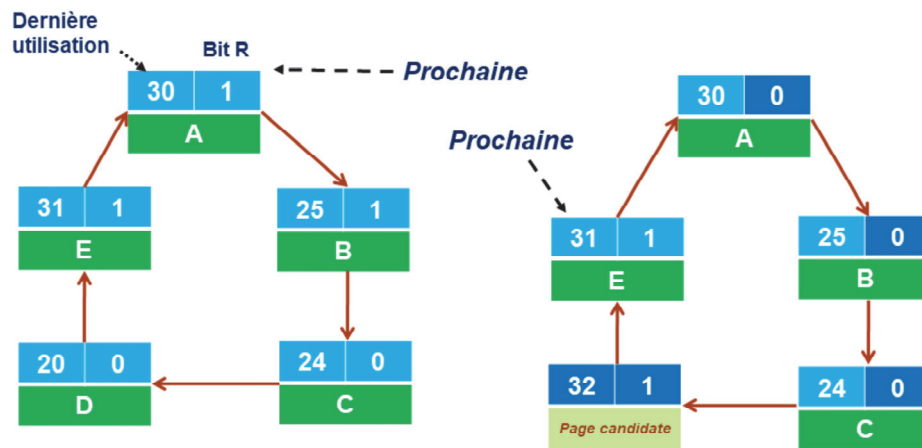 Dernière
utilisation
Bit R
Prochaine
30 1
A
31 1
E
25 1
B
20 0
D
24 0
C
Prochaine
30 0
A
31 1
E
25 0
B
32 1
Page candidate
24 0
C